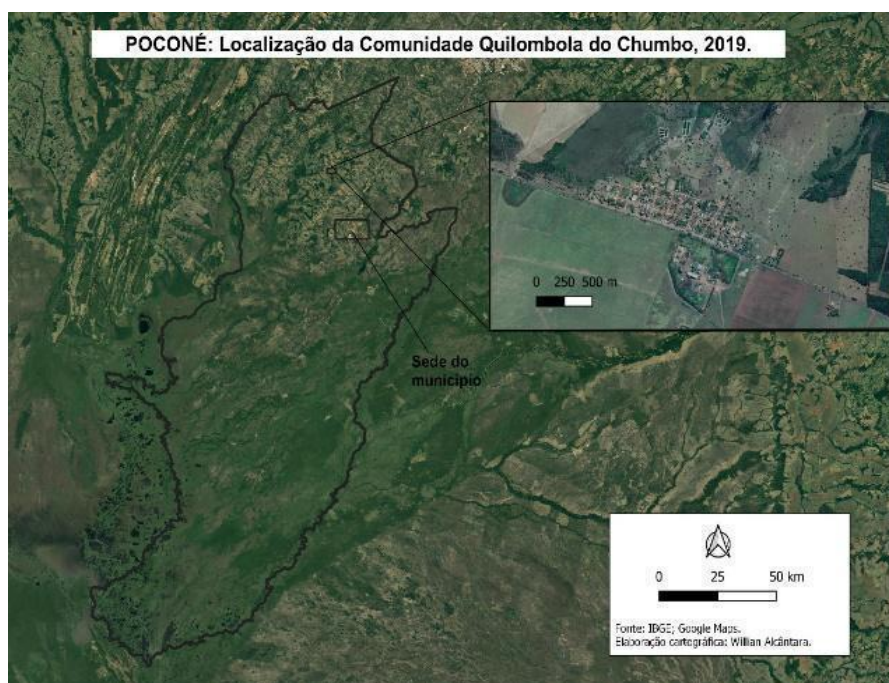 POCONÉ: Localização da Comunidade Quilombola do Chumbo, 2019.
0 250 500 m
Sede do
município
0 25 50 km
Fonte: IBGE; Google Maps.
Elaboração cartográfica: Willian Alcântara.